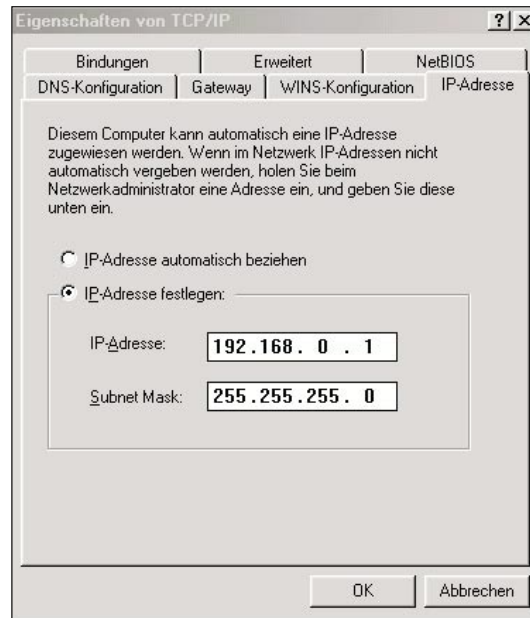 Eigenschaften von TCP/IP
Bindungen Erweitert NetBIOS
DNS-Konfiguration Gateway WINS-Konfiguration IP-Adresse
Diesem Computer kann automatisch eine IP-Adresse
zugewiesen werden. Wenn im Netzwerk IP-Adressen nicht
automatisch vergeben werden, holen Sie beim
Netzwerkadministrator eine Adresse ein, und geben Sie diese
unten ein.
IP-Adresse automatisch beziehen
IP-Adresse festlegen:
IP-Adresse: 192.168. 0 . 1
Subnet Mask: 255.255.255. 0
OK Abbrechen